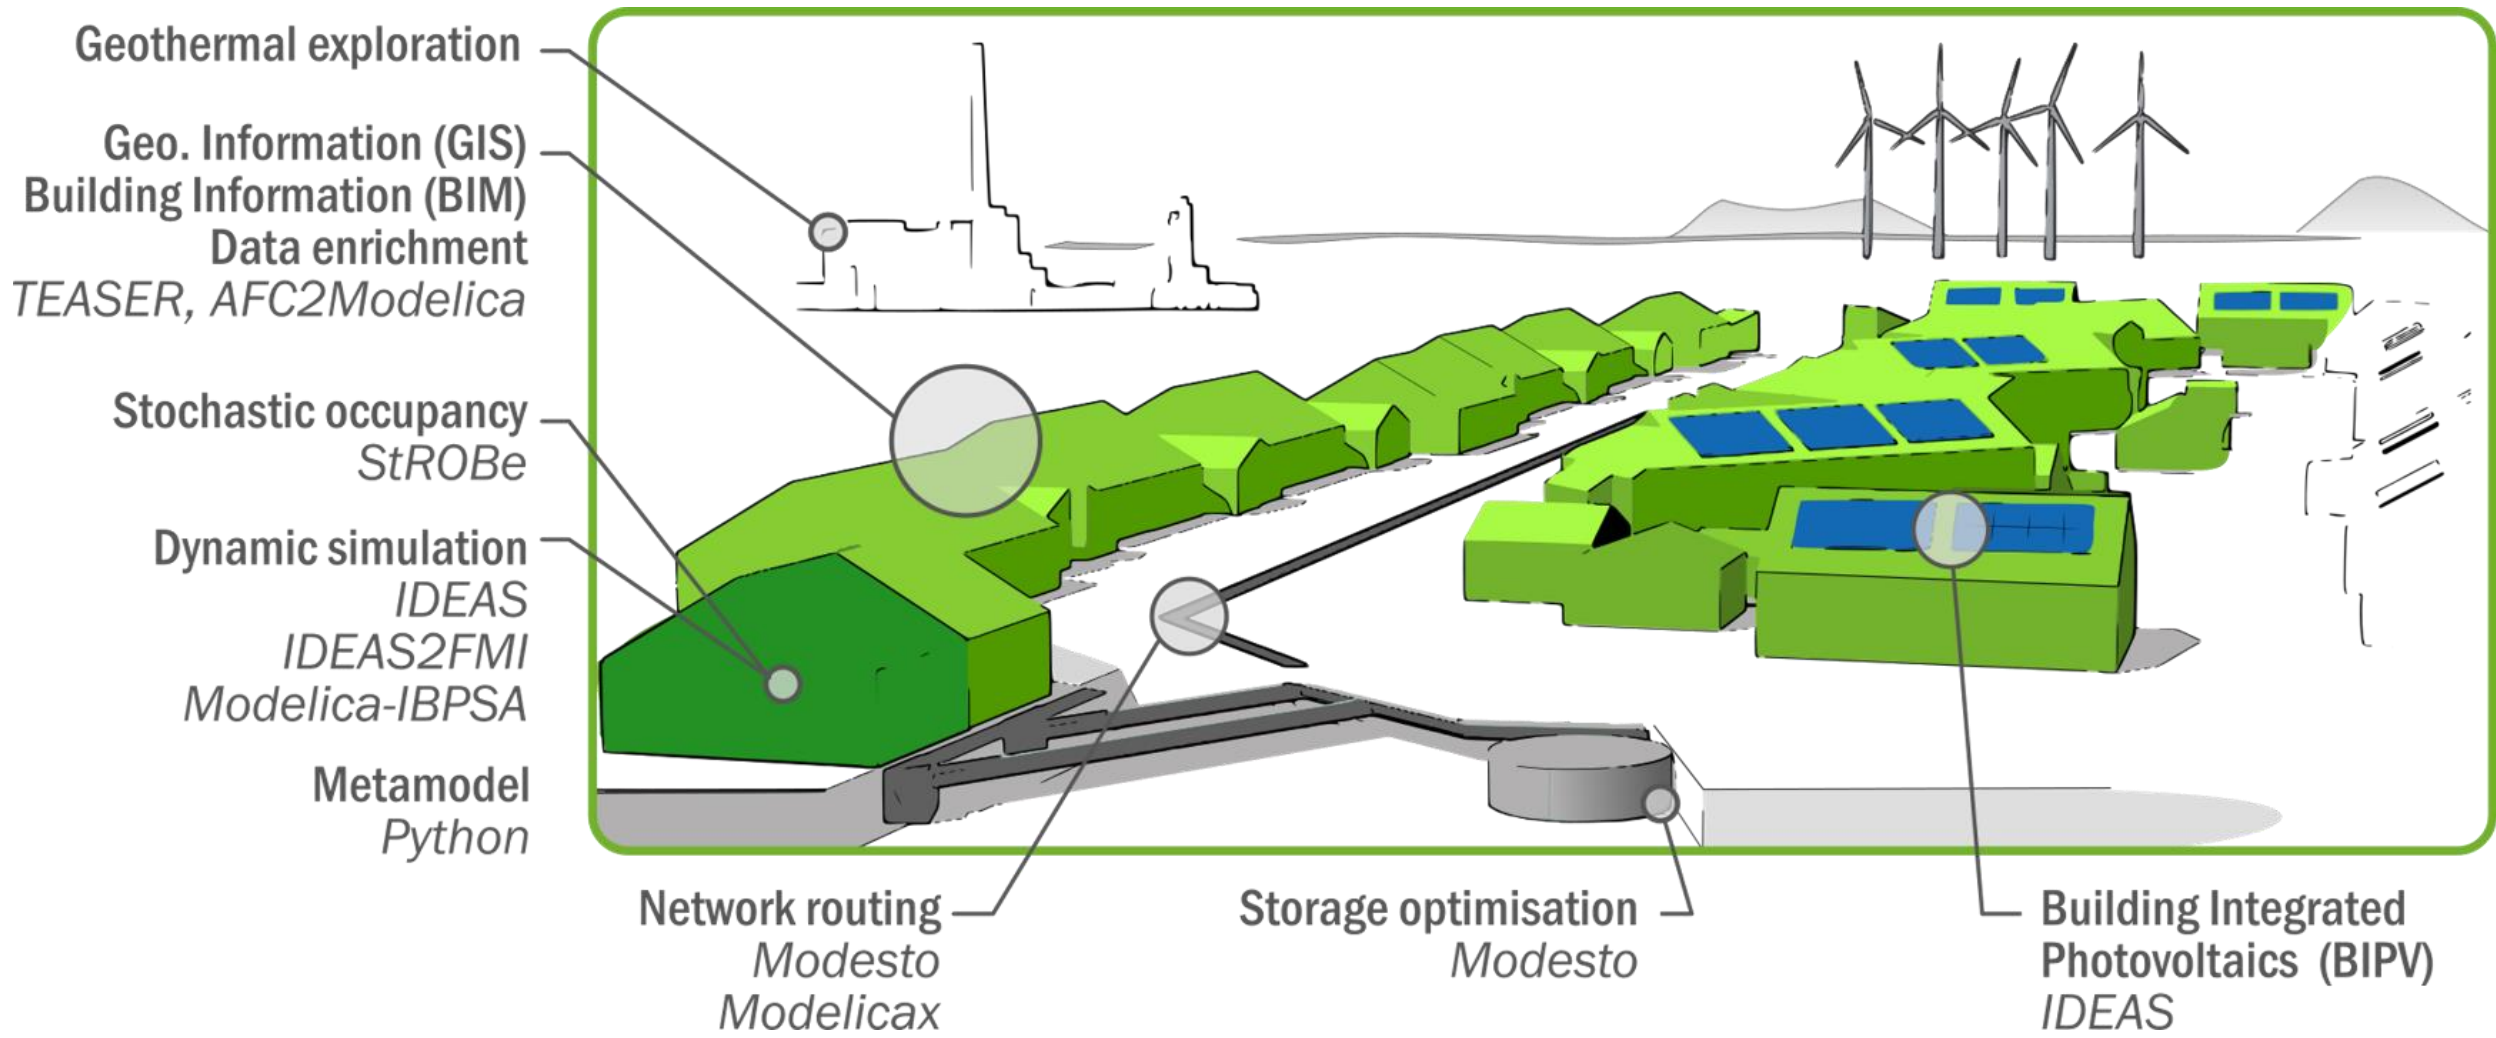 Geothermal exploration
Geo. Information (GIS)
Building Information (BIM)
Data enrichment
TEASER, AFC2Modelica
Stochastic occupancy
StROBe
Dynamic simulation
IDEAS
IDEAS2FMI
Modelica-IBPSA
Metamodel
Python
Network routing
Modesto
Modelicax
Storage optimisation
Modesto
Building Integrated
Photovoltaics (BIPV)
IDEAS